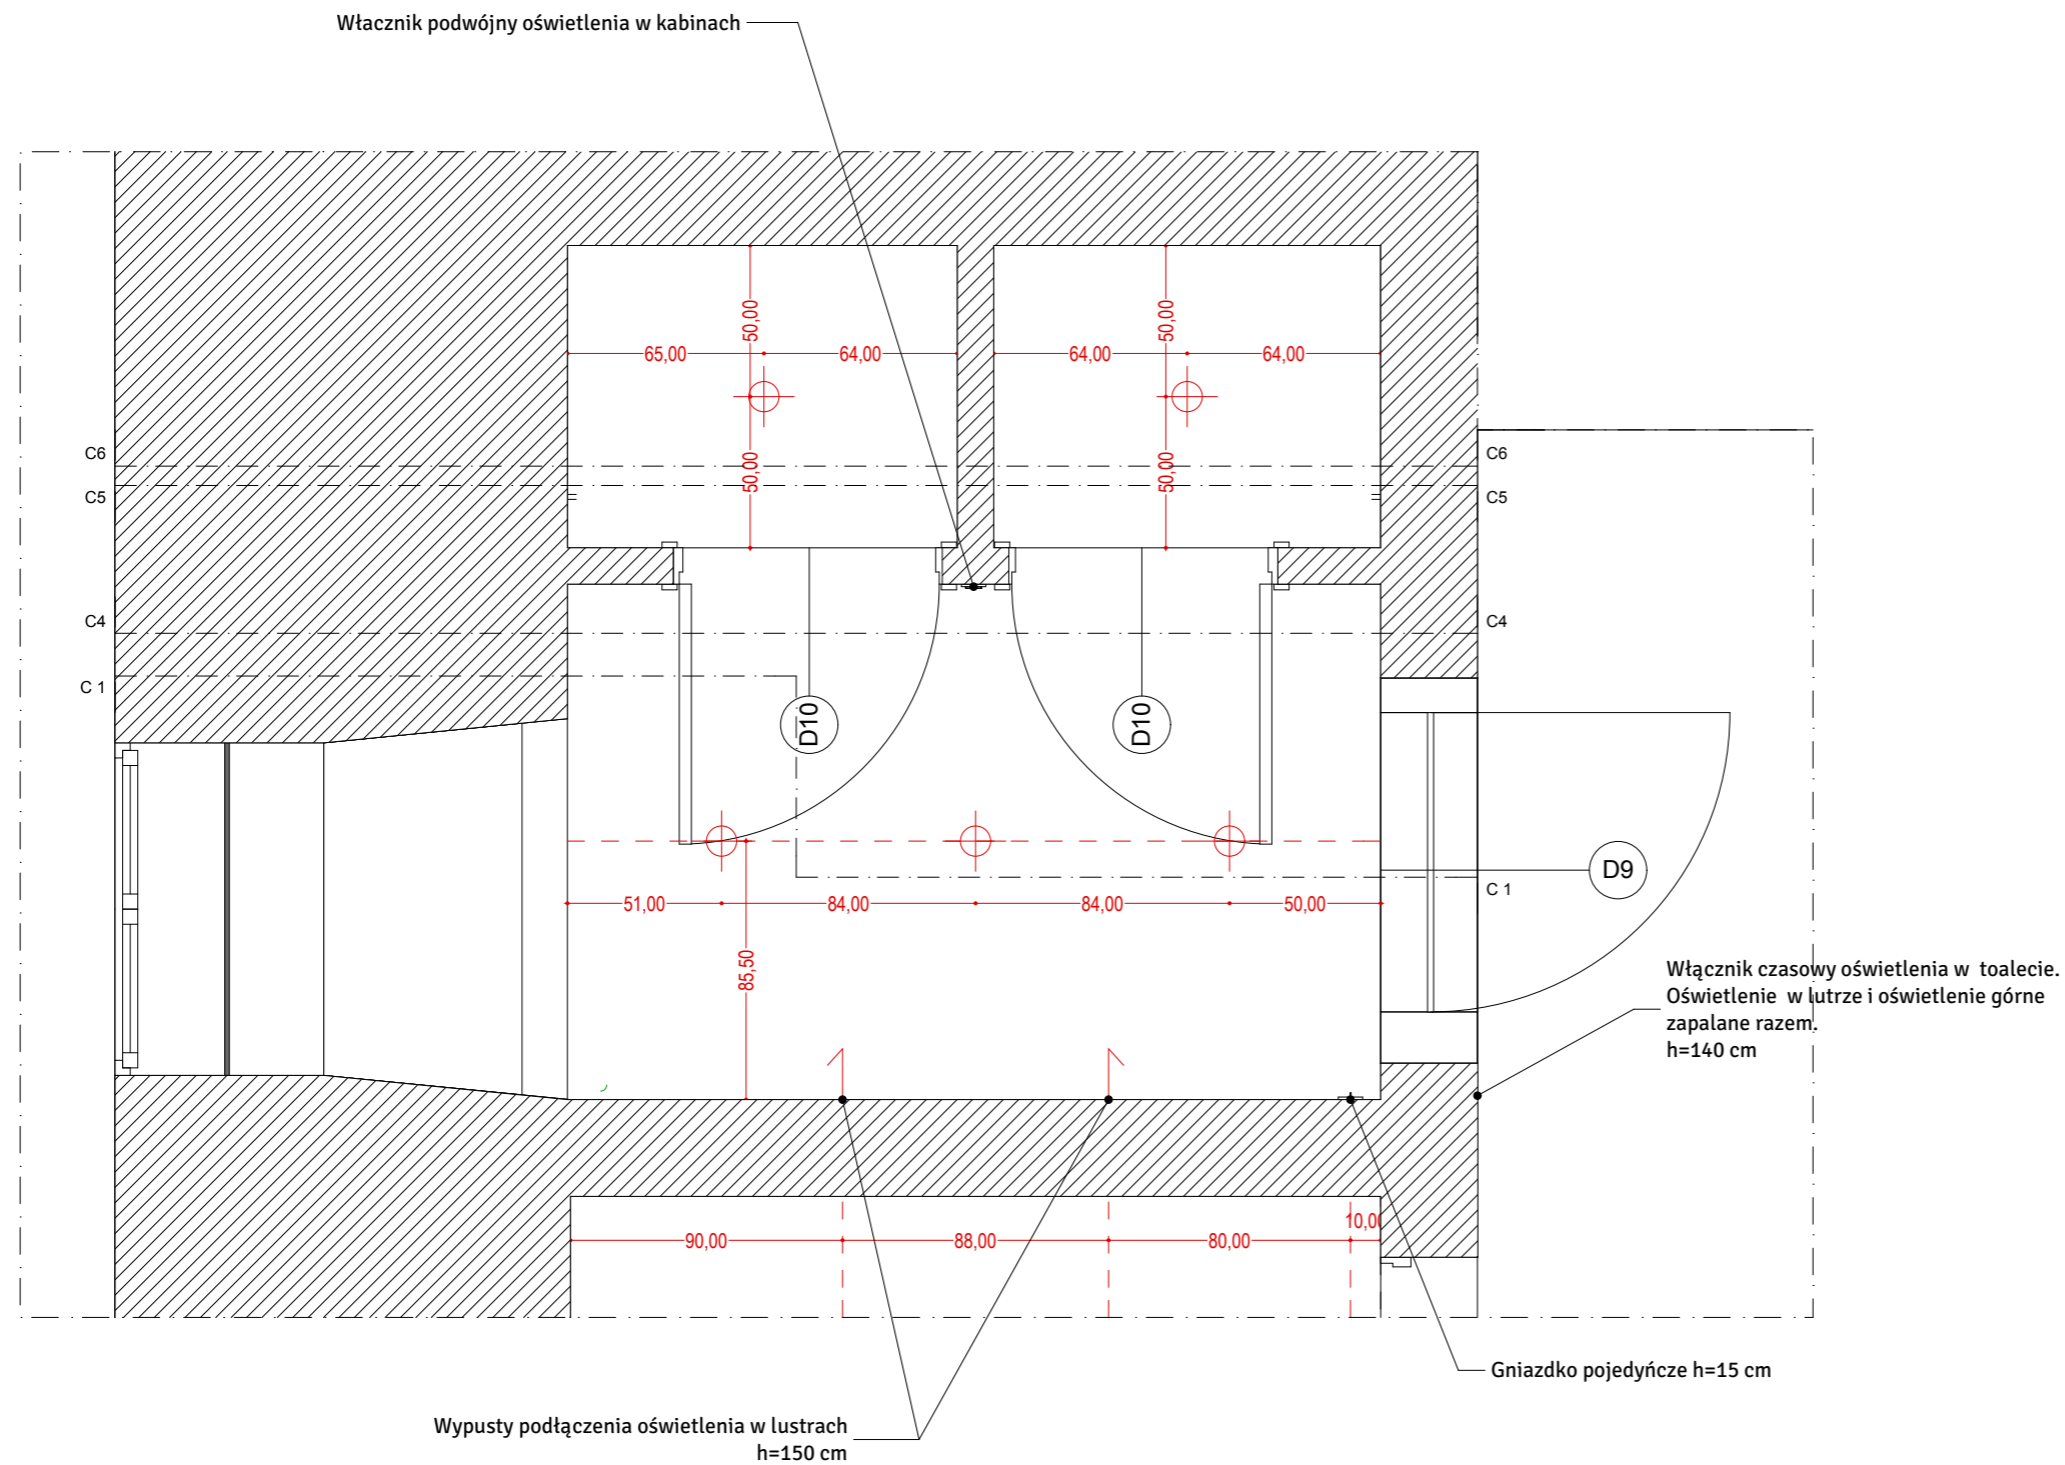 Włacznik podwójny oświetlenia w kabinach
50,00
50,00
65,00
64,00
64,00
64,00
C6
C6
50,00
50,00
C5
C5
C4
C4
C 1
D10
D10
D9
C 1
51,00
84,00
84,00
50,00
85,50
Włącznik czasowy oświetlenia w toalecie.
Oświetlenie w lutrze i oświetlenie górne
zapalane razem.
h=140 cm
10,00
90,00
88,00
80,00
Gniazdko pojedyńcze h=15 cm
Wypusty podłączenia oświetlenia w lustrach
h=150 cm